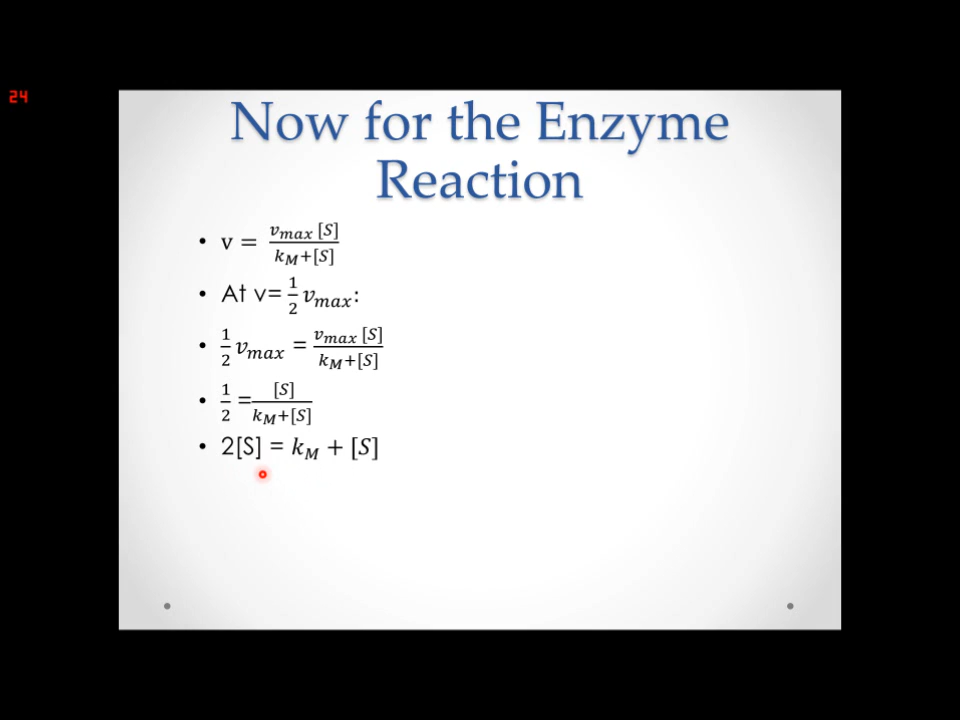 24
Now for the Enzyme
Reaction
• v = v_max [S] / k_M+[S]
• At v= 1/2 v_max:
• 1/2 v_max = v_max [S] / k_M+[S]
• 1/2 = [S] / k_M+[S]
• 2[S] = k_M + [S]